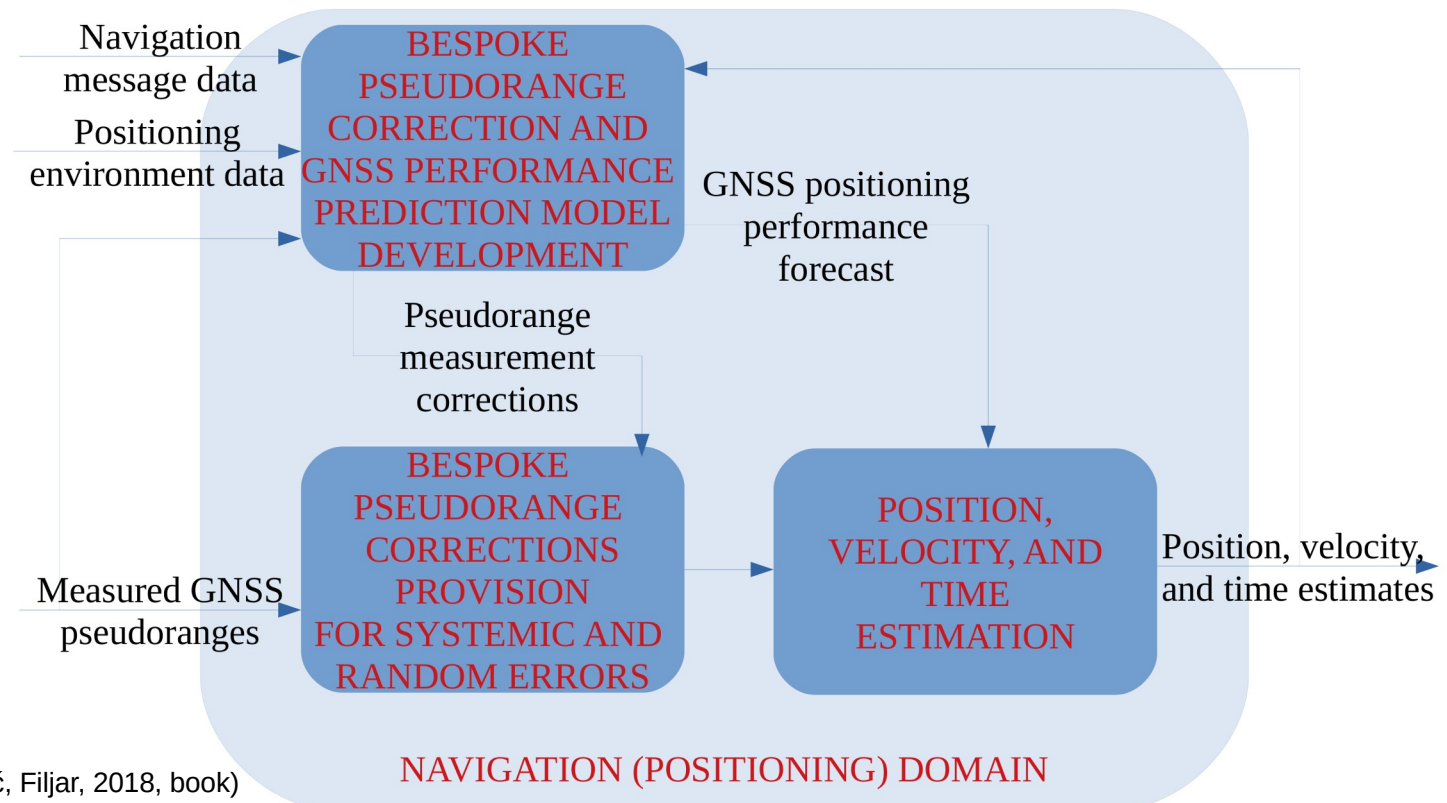 Navigation
message data
Positioning
environment data
BESPOKE
PSEUDORANGE
CORRECTION AND
GNSS PERFORMANCE
PREDICTION MODEL
DEVELOPMENT
GNSS positioning
performance
forecast
Pseudorange
measurement
corrections
Measured GNSS
pseudoranges
BESPOKE
PSEUDORANGE
CORRECTIONS
PROVISION
FOR SYSTEMIC AND
RANDOM ERRORS
POSITION,
VELOCITY, AND
TIME
ESTIMATION
Position, velocity,
and time estimates
NAVIGATION (POSITIONING) DOMAIN
, Filjar, 2018, book)